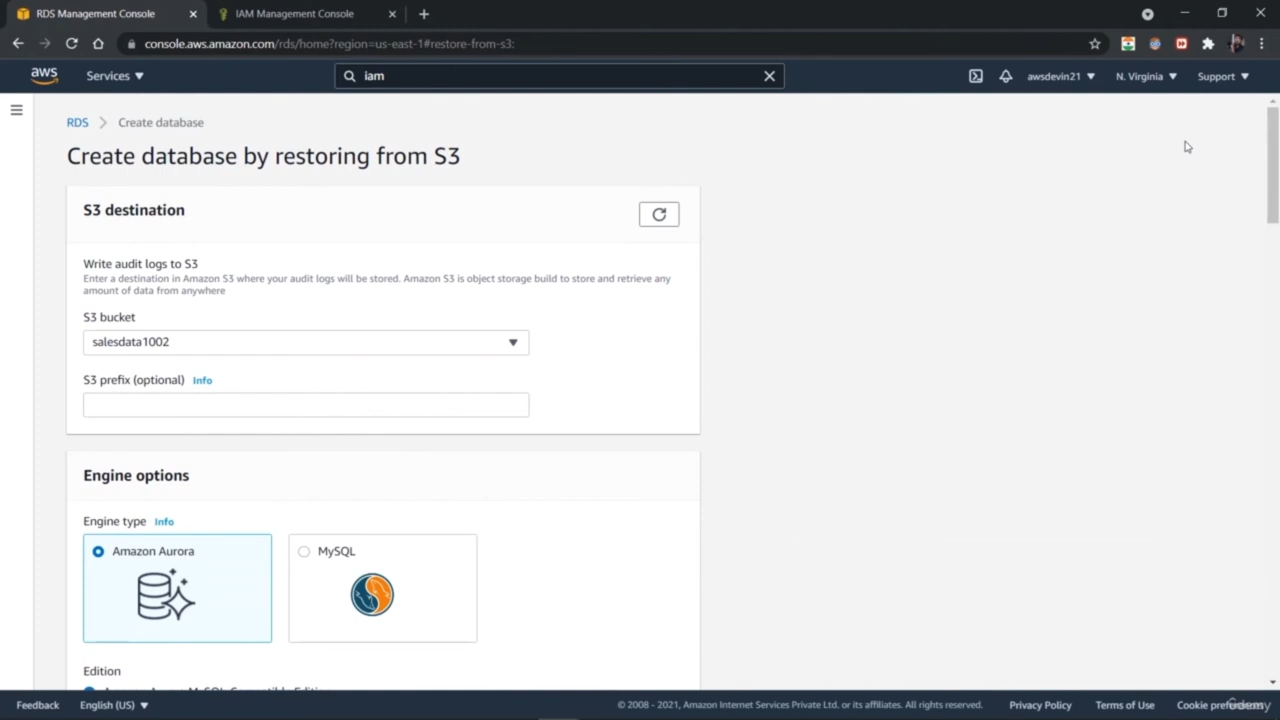 RDS Management Console
IAM Management Console
console.aws.amazon.com/rds/home?region=us-east-1#restore-from-s3:
aws
Services
iam
awsdevin21
N. Virginia
Support
RDS
Create database
Create database by restoring from S3
S3 destination
Write audit logs to S3
Enter a destination in Amazon S3 where your audit logs will be stored. Amazon S3 is object storage build to store and retrieve any
amount of data from anywhere
S3 bucket
salesdata1002
S3 prefix (optional) Info
Engine options
Engine type Info
Amazon Aurora
MySQL
Edition
Feedback
English (US)
© 2008 - 2021, Amazon Internet Services Private Ltd. or its affiliates. All rights reserved.
Privacy Policy
Terms of Use
Cookie preferences